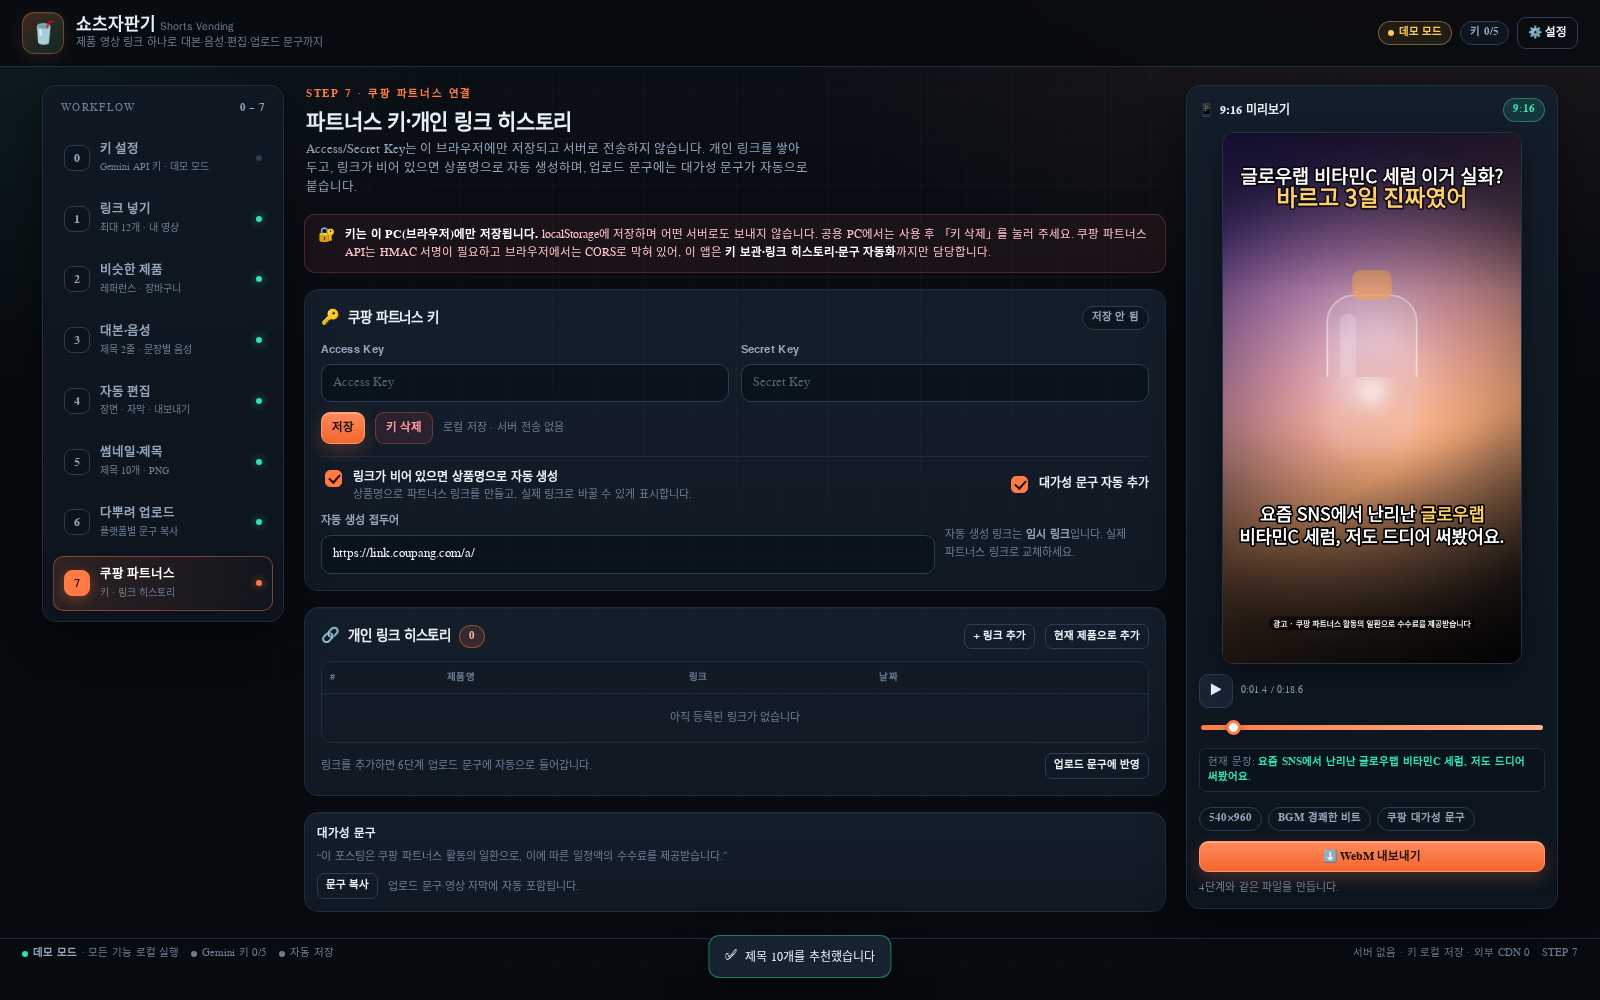 쇼츠자판기 Shorts Vending
제품 영상 링크 하나로 대본·음성·편집·업로드 문구까지
데모 모드
키 0/5
설정
WORKFLOW
0 – 7
0
키 설정
Gemini API 키 · 데모 모드
1
링크 넣기
최대 12개 · 내 영상
2
비슷한 제품
레퍼런스 · 장바구니
3
대본·음성
제목 2줄 · 문장별 음성
4
자동 편집
장면 · 자막 · 내보내기
5
썸네일·제목
제목 10개 · PNG
6
다뿌려 업로드
플랫폼별 문구 복사
7
쿠팡 파트너스
키 · 링크 히스토리
STEP 7 · 쿠팡 파트너스 연결
파트너스 키·개인 링크 히스토리
Access/Secret Key는 이 브라우저에만 저장되고 서버로 전송하지 않습니다. 개인 링크를 쌓아
두고, 링크가 비어 있으면 상품명으로 자동 생성하며, 업로드 문구에는 대가성 문구가 자동으로
붙습니다.
키는 이 PC(브라우저)에만 저장됩니다. localStorage에 저장하며 어떤 서버로도 보내지 않습니다. 공용 PC에서는 사용 후 「키 삭제」를 눌러 주세요. 쿠팡 파트너스
API는 HMAC 서명이 필요하고 브라우저에서는 CORS로 막혀 있어, 이 앱은 키 보관·링크 히스토리·문구 자동화까지만 담당합니다.
쿠팡 파트너스 키
저장 안 됨
Access Key
Secret Key
Access Key
Secret Key
저장
키 삭제
로컬 저장 · 서버 전송 없음
링크가 비어 있으면 상품명으로 자동 생성
상품명으로 파트너스 링크를 만들고, 실제 링크로 바꿀 수 있게 표시합니다.
대가성 문구 자동 추가
자동 생성 접두어
https://link.coupang.com/a/
자동 생성 링크는 임시 링크입니다. 실제
파트너스 링크로 교체하세요.
개인 링크 히스토리
0
+ 링크 추가
현재 제품으로 추가
# 제품명 링크 날짜
아직 등록된 링크가 없습니다
링크를 추가하면 6단계 업로드 문구에 자동으로 들어갑니다.
업로드 문구에 반영
대가성 문구
“이 포스팅은 쿠팡 파트너스 활동의 일환으로, 이에 따른 일정액의 수수료를 제공받습니다.”
문구 복사
업로드 문구·영상 자막에 자동 포함됩니다.
9:16 미리보기
9:16
글로우랩 비타민C 세럼 이거 실화?
바르고 3일 진짜였어
요즘 SNS에서 난리난 글로우랩
비타민C 세럼, 저도 드디어 써봤어요.
광고 · 쿠팡 파트너스 활동의 일환으로 수수료를 제공받습니다
0:01.4 / 0:18.6
현재 문장: 요즘 SNS에서 난리난 글로우랩 비타민C 세럼, 저도 드디어
써봤어요.
540×960
BGM 경쾌한 비트
쿠팡 대가성 문구
WebM 내보내기
4단계와 같은 파일을 만듭니다.
데모 모드 · 모든 기능 로컬 실행
Gemini 키 0/5
자동 저장
제목 10개를 추천했습니다
서버 없음 · 키 로컬 저장 · 외부 CDN 0
STEP 7